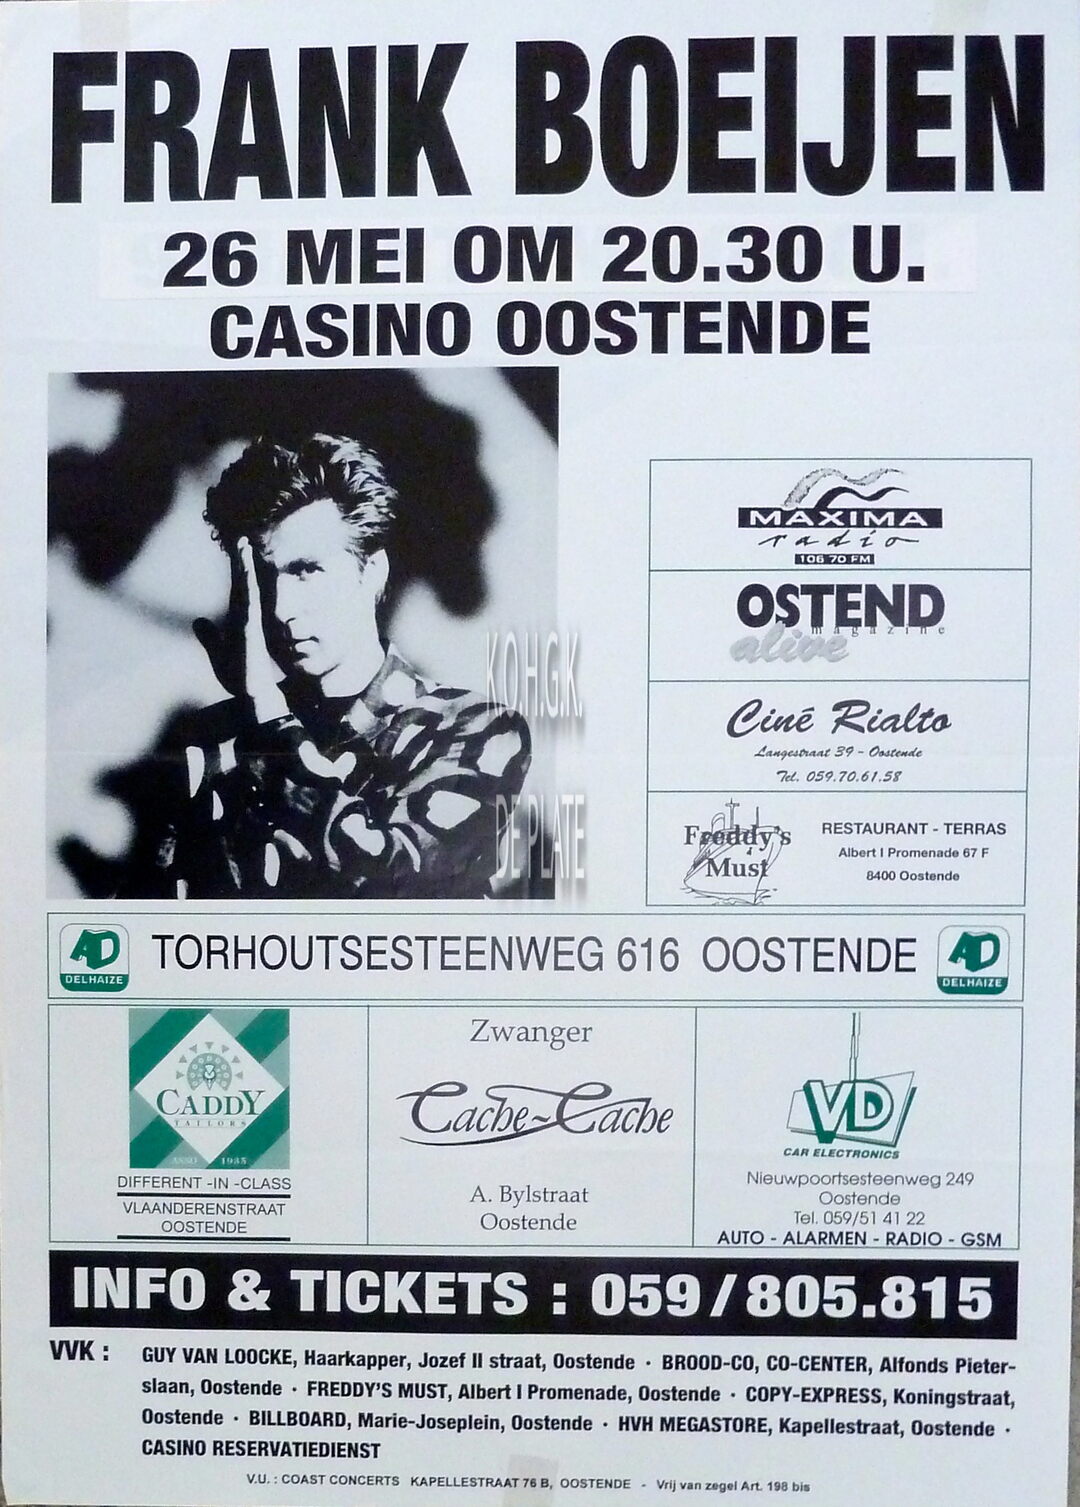 FRANK BOEIJEN
26 MEI OM 20.30 U.
CASINO OOSTENDE
MAXIMA
radio
106 70 FM
OSTEND
magazine
alive
Ciné Rialto
Langestraat 39 - Oostende
Tel. 059.70.61.58
Freddy's
Must
RESTAURANT - TERRAS
Albert I Promenade 67 F
8400 Oostende
K.O.H.G.K.
DE PLATE
AD
DELHAIZE
TORHOUTSESTEENWEG 616 OOSTENDE
AD
DELHAIZE
CADDY
TAILORS
ANNO 1935
DIFFERENT -IN -CLASS
VLAANDERENSTRAAT
OOSTENDE
Zwanger
Cache~Cache
A. Bylstraat
Oostende
VD
CAR ELECTRONICS
Nieuwpoortsesteenweg 249
Oostende
Tel. 059/51 41 22
AUTO - ALARMEN - RADIO - GSM
INFO & TICKETS : 059/805.815
VVK : GUY VAN LOOCKE, Haarkapper, Jozef II straat, Oostende · BROOD-CO, CO-CENTER, Alfonds Pieter-
slaan, Oostende · FREDDY'S MUST, Albert I Promenade, Oostende · COPY-EXPRESS, Koningstraat,
Oostende · BILLBOARD, Marie-Joseplein, Oostende · HVH MEGASTORE, Kapellestraat, Oostende ·
CASINO RESERVATIEDIENST
V.U. : COAST CONCERTS KAPELLESTRAAT 76 B, OOSTENDE - Vrij van zegel Art. 198 bis